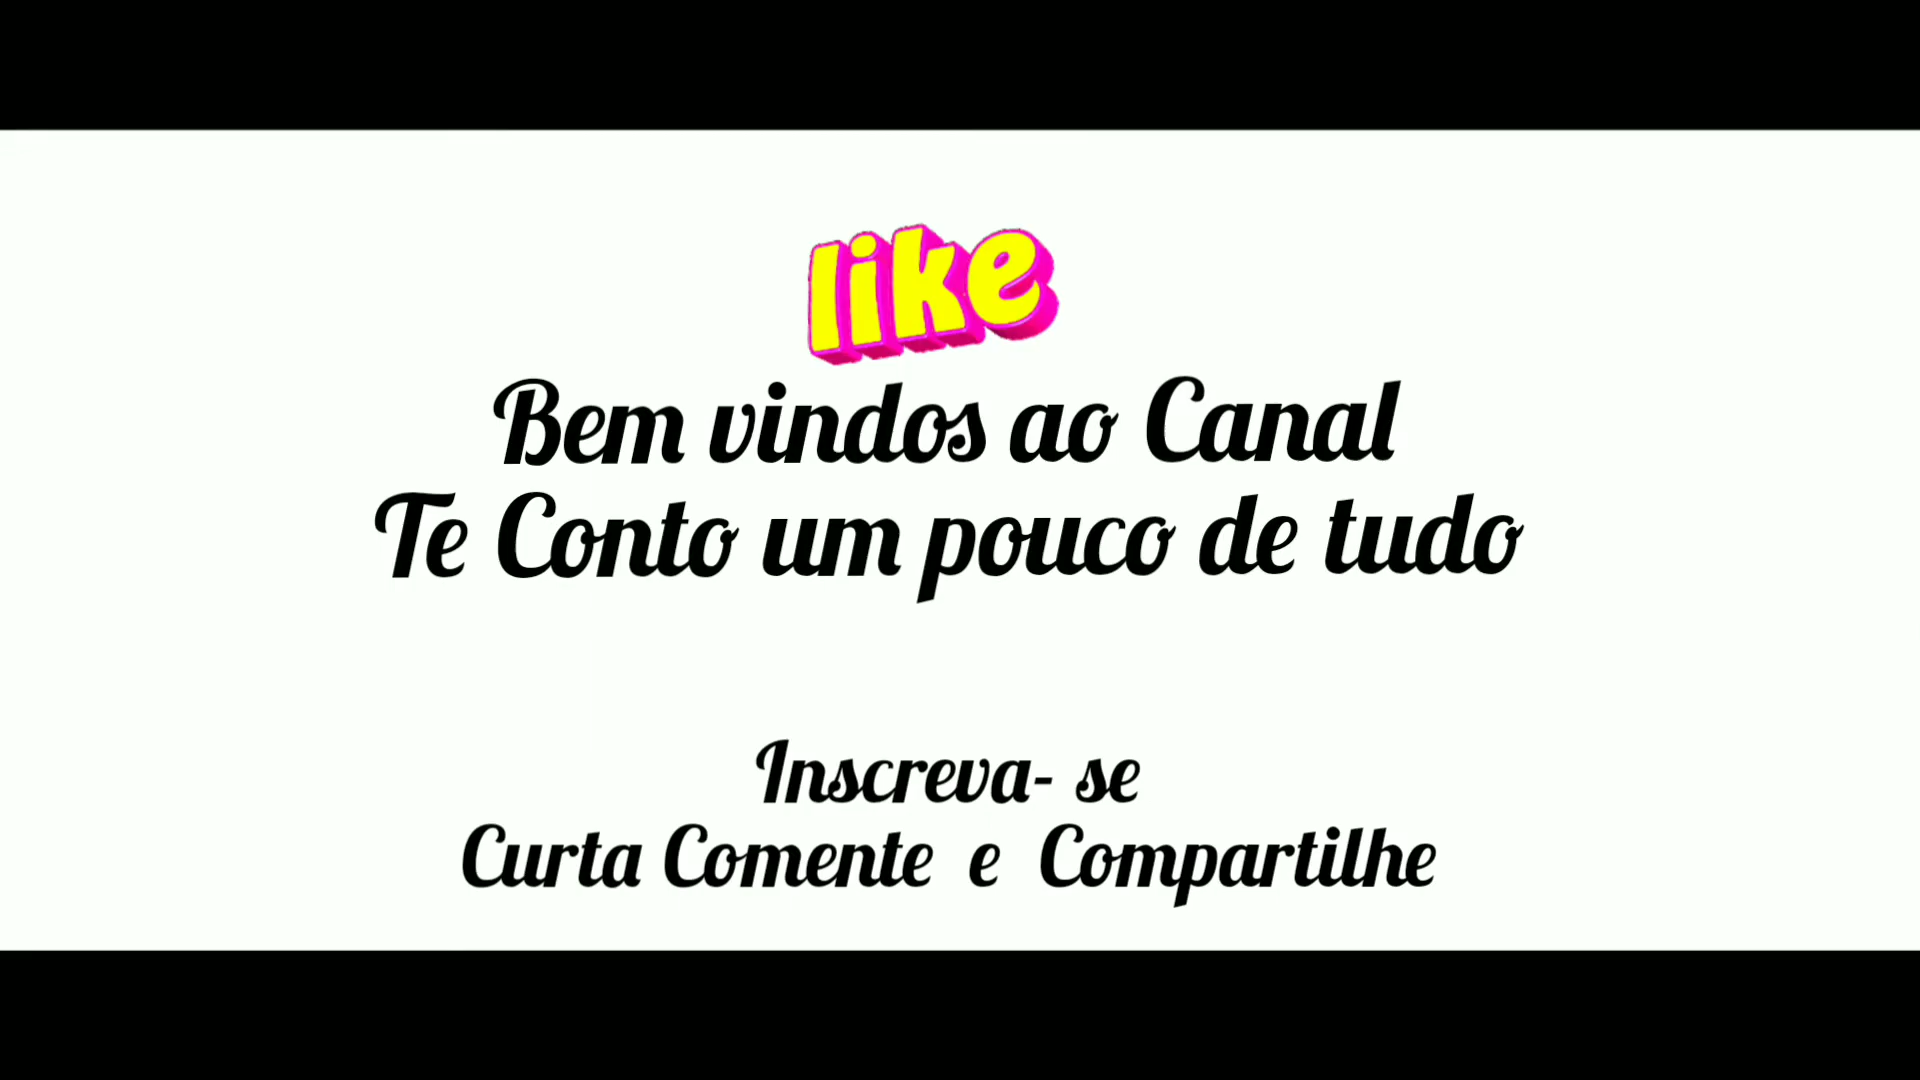 like
Bem vindos ao Canal
Te Conto um pouco de tudo
Inscreva- se
Curta Comente e Compartilhe